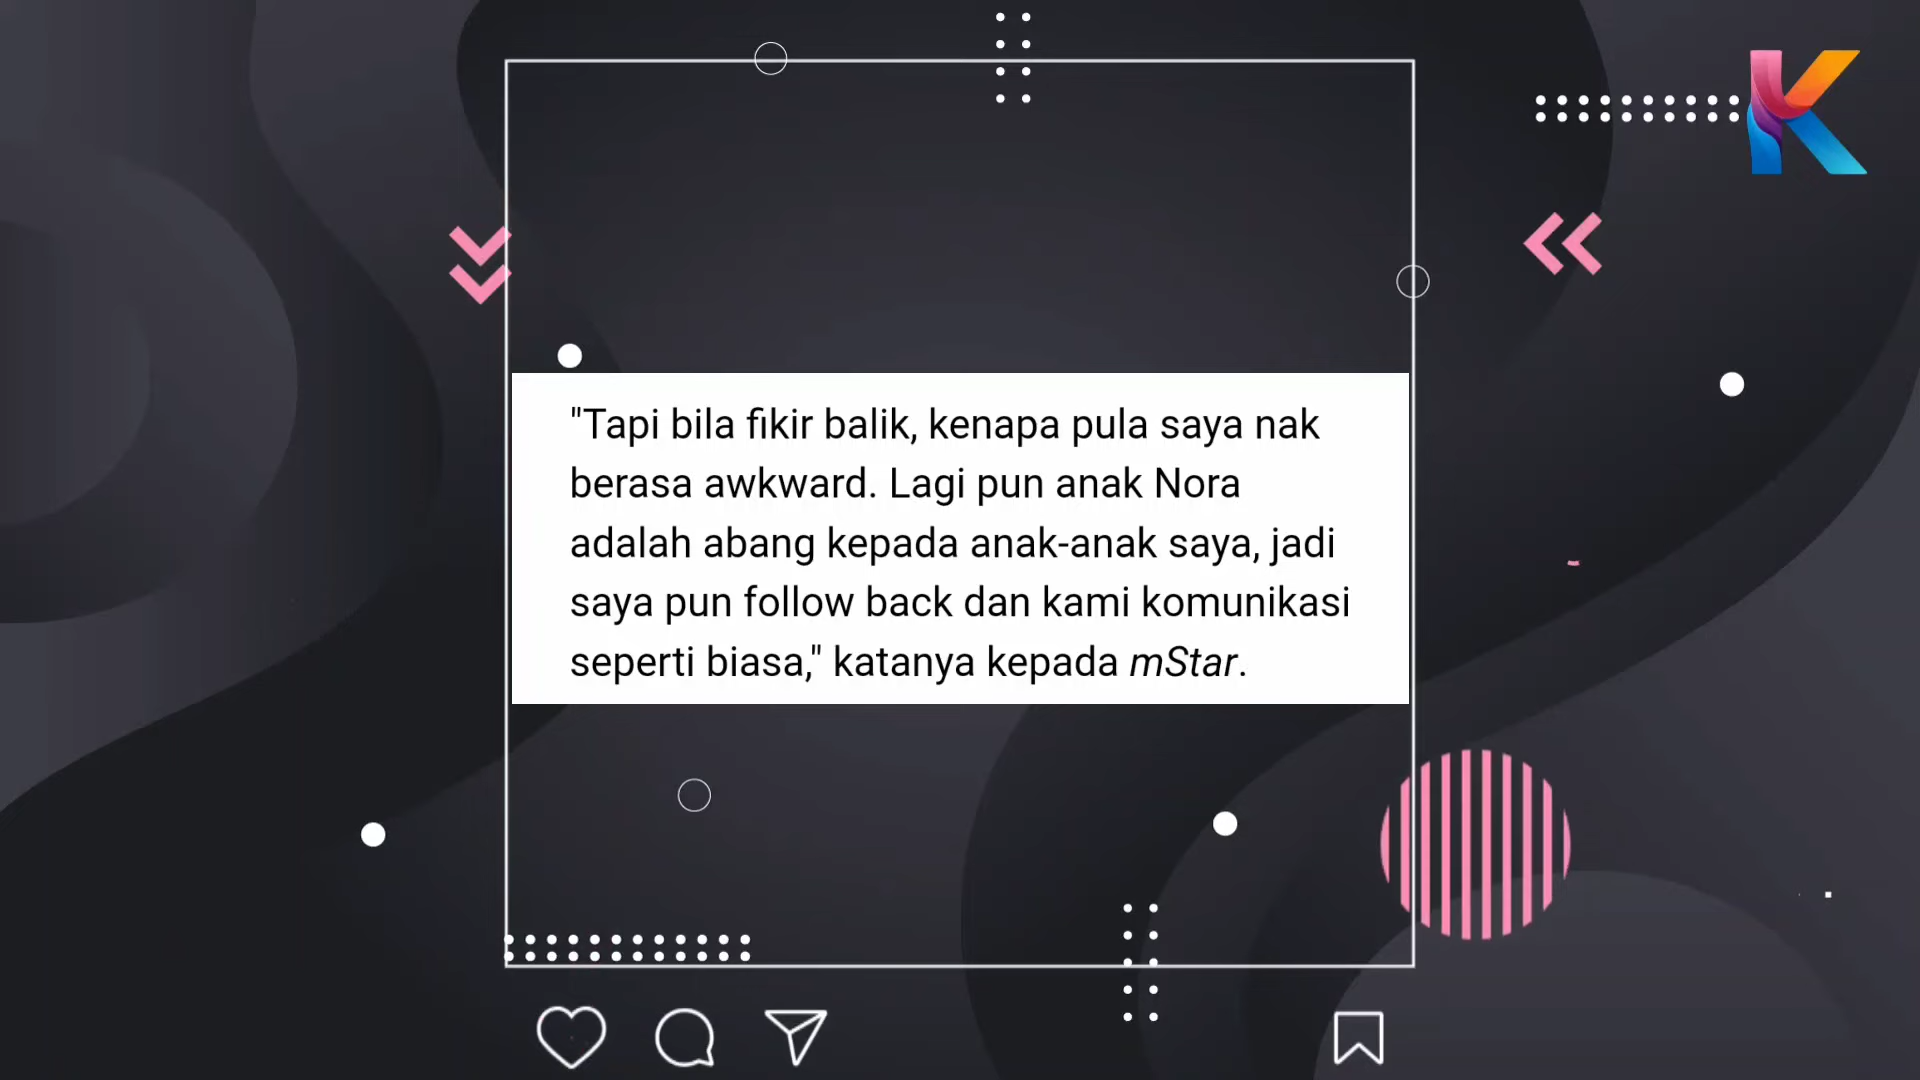 K
"Tapi bila fikir balik, kenapa pula saya nak
berasa awkward. Lagi pun anak Nora
adalah abang kepada anak-anak saya, jadi
saya pun follow back dan kami komunikasi
seperti biasa," katanya kepada mStar.